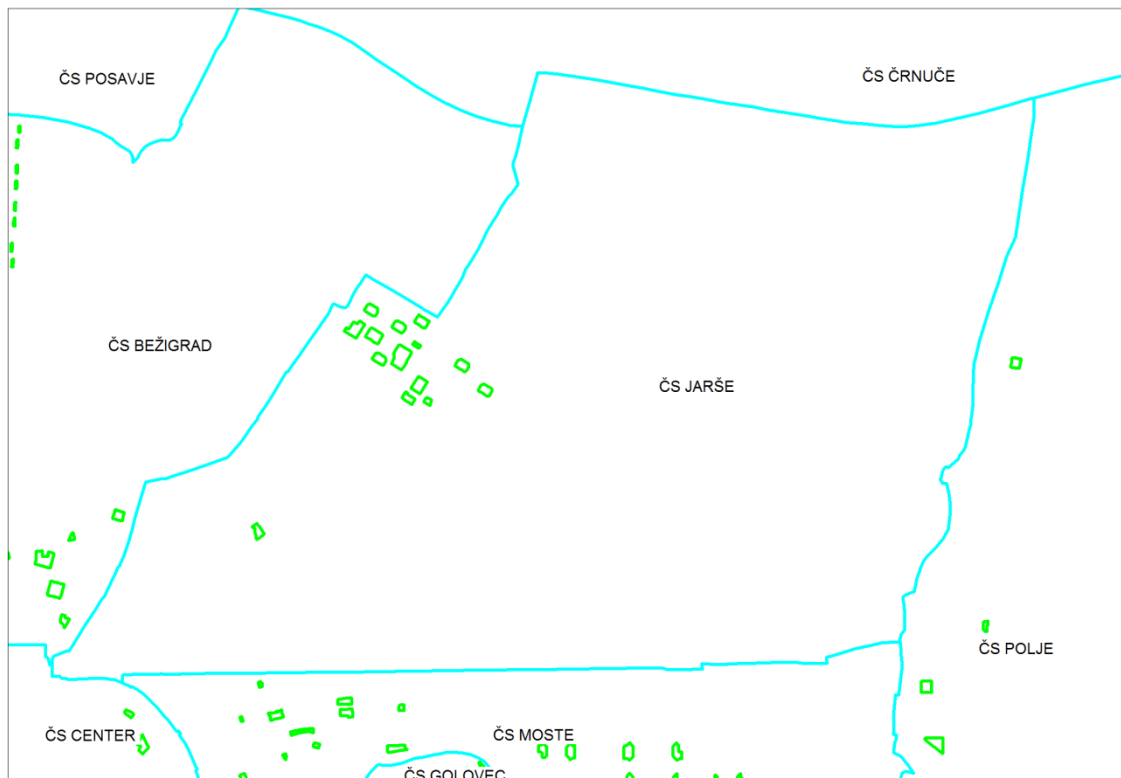 ČS POSAVJE
ČS ČRNUČE
ČS BEŽIGRAD
ČS JARŠE
ČS POLJE
ČS CENTER
ČS MOSTE
ČS GOLOVEC